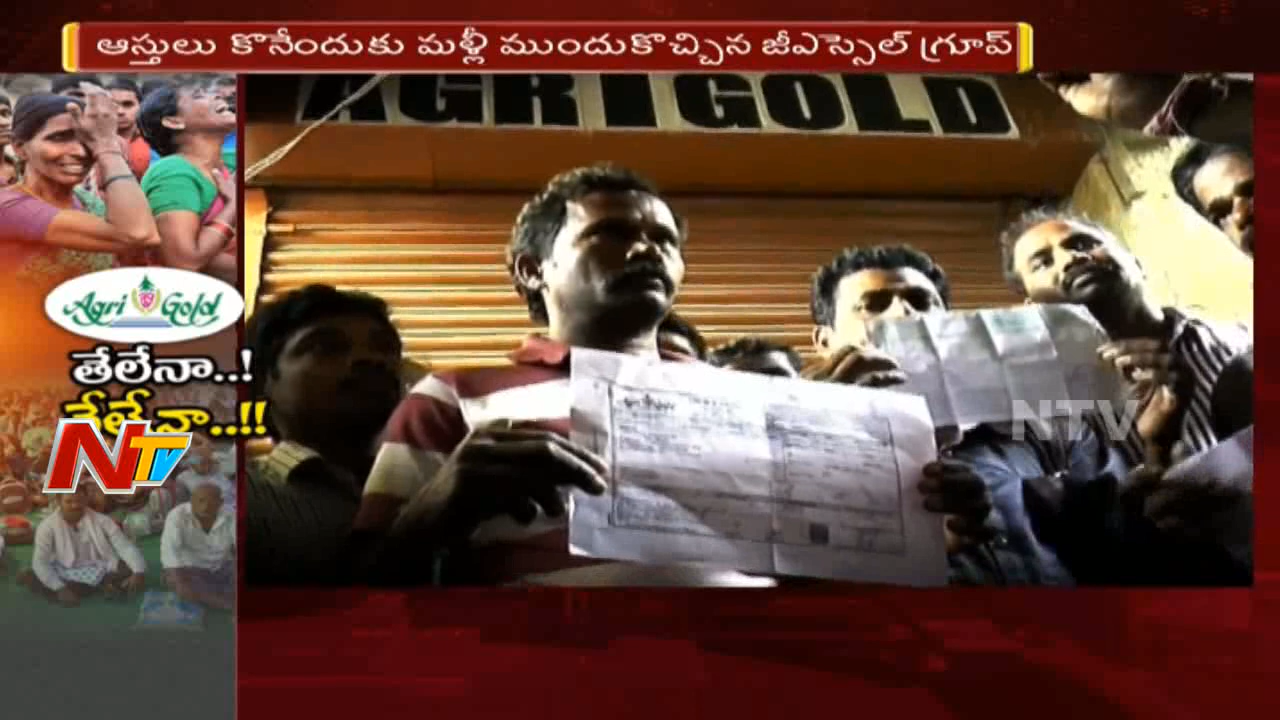 ఆస్తులు కొనేందుకు మళ్లీ ముందుకొచ్చిన జీఎస్సెల్ గ్రూప్
AGRIGOLD
Agri Gold
తేలేనా..!
తేలేనా..!!
NTV
NTV